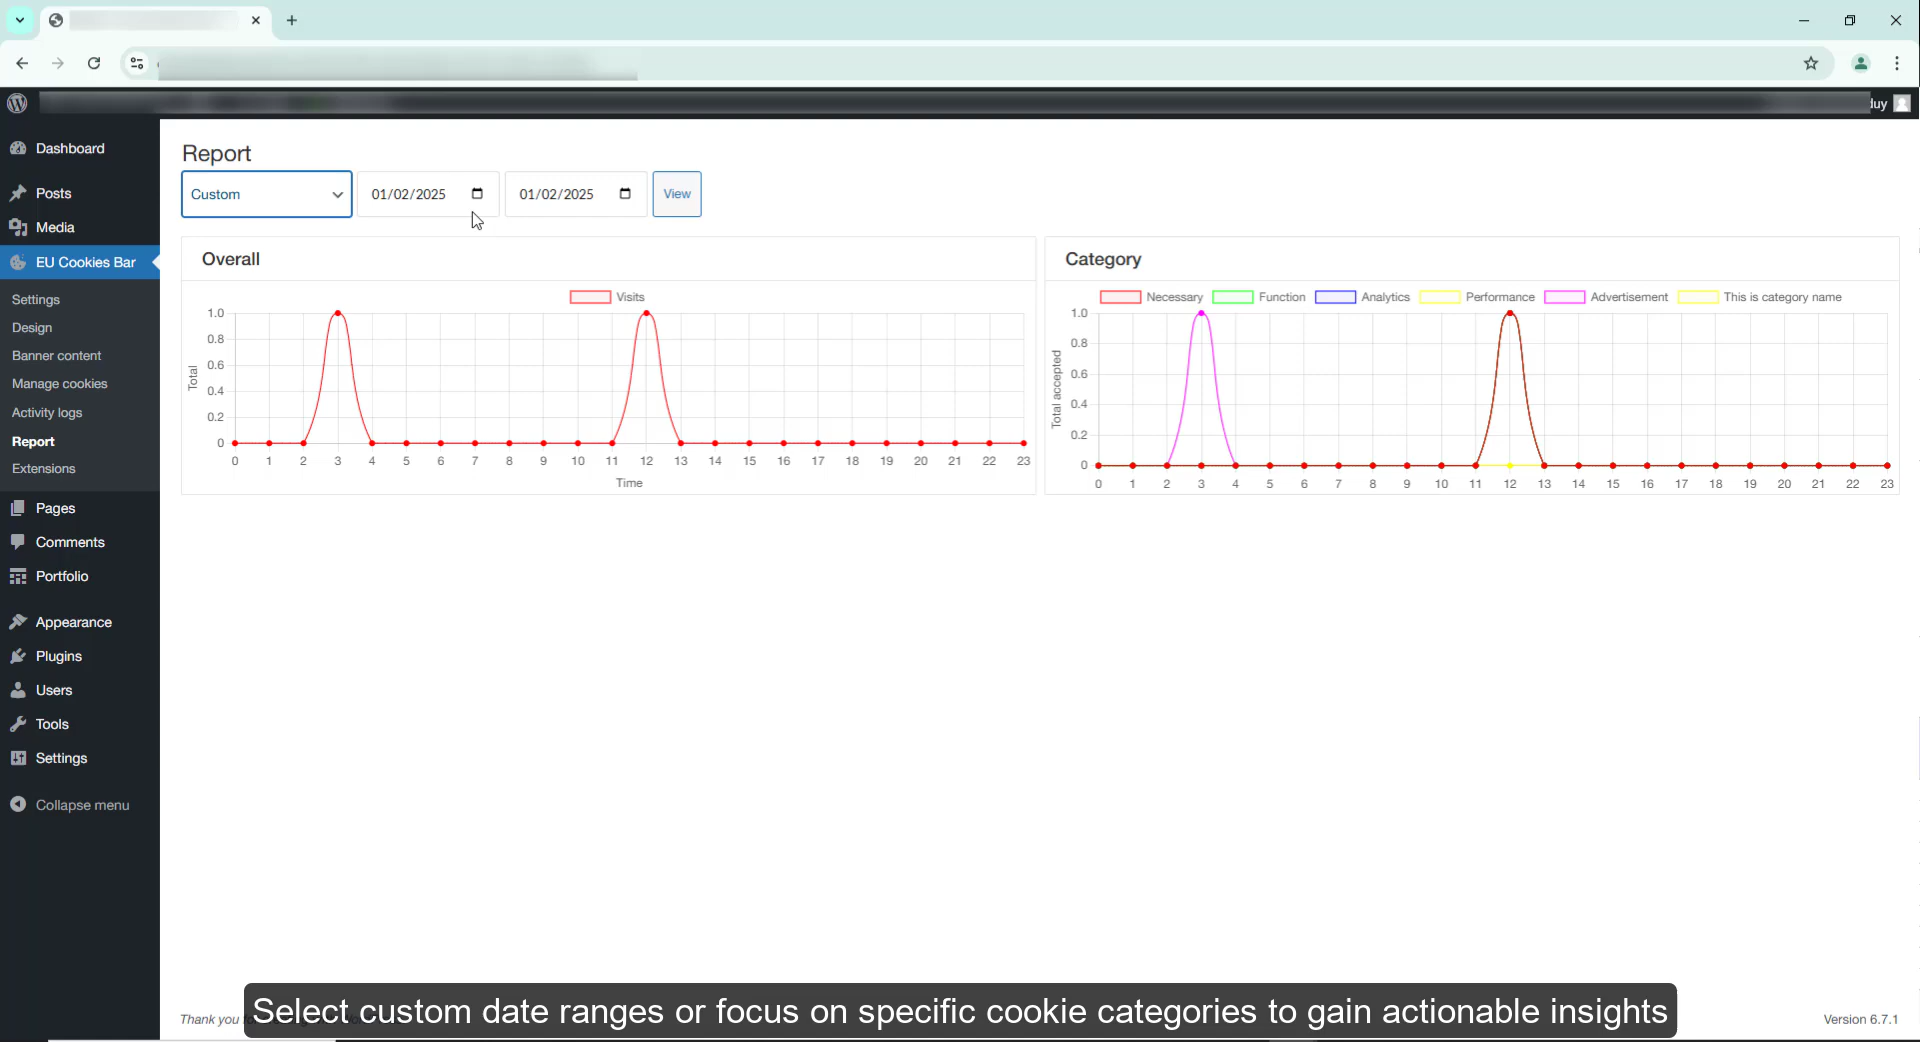 Dashboard
Posts
Media
EU Cookies Bar
Settings
Design
Banner content
Manage cookies
Activity logs
Report
Extensions
Pages
Comments
Portfolio
Appearance
Plugins
Users
Tools
Settings
Collapse menu
Report
Custom 01/02/2025 01/02/2025 View
Overall
Visits
Total
1.0
0.8
0.6
0.4
0.2
0
0 1 2 3 4 5 6 7 8 9 10 11 12 13 14 15 16 17 18 19 20 21 22 23
Time
Category
Necessary Function Analytics Performance Advertisement This is category name
Total accepted
1.0
0.8
0.6
0.4
0.2
0
0 1 2 3 4 5 6 7 8 9 10 11 12 13 14 15 16 17 18 19 20 21 22 23
Select custom date ranges or focus on specific cookie categories to gain actionable insights
Thank you
Version 6.7.1